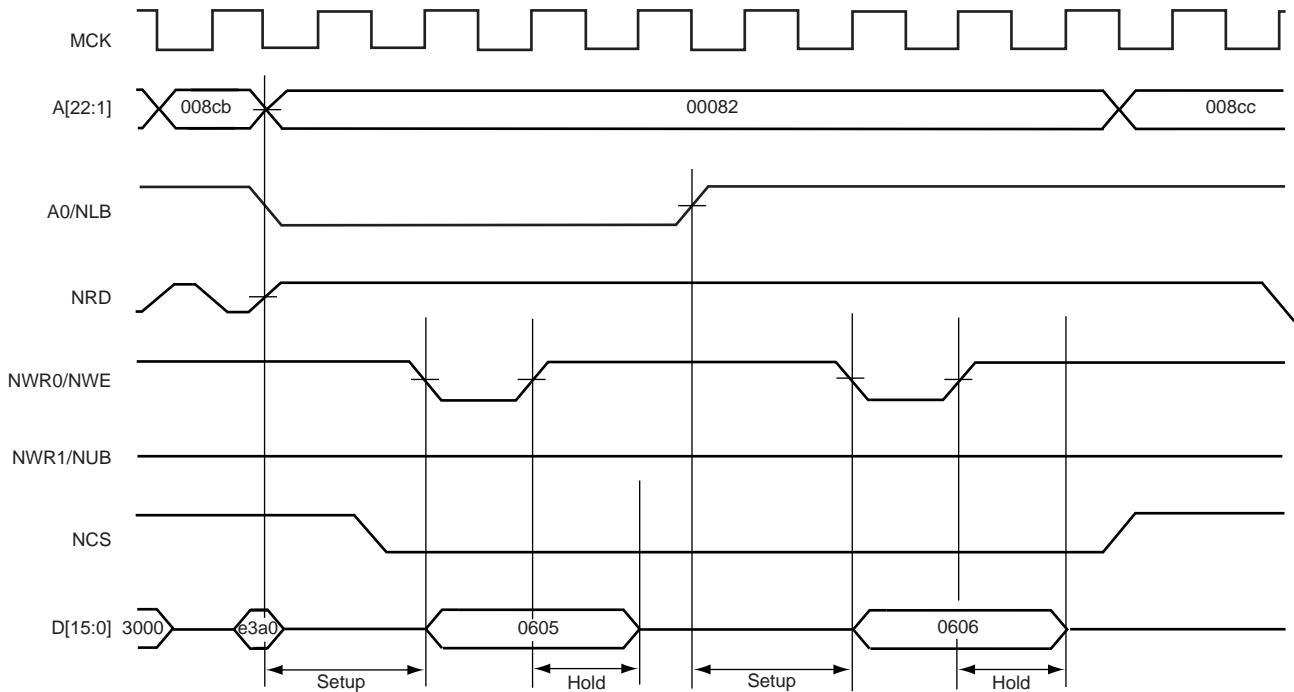 MCK
A[22:1] 008cb 00082 008cc
A0/NLB
NRD
NWR0/NWE
NWR1/NUB
NCS
D[15:0] 3000 e3a0 0605 0606
Setup Hold Setup Hold